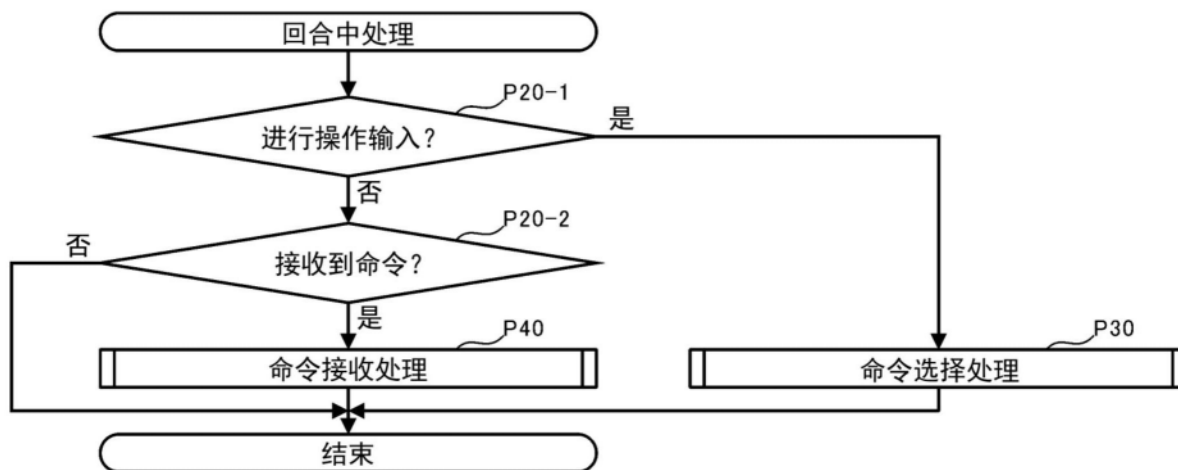 回合中处理
P20-1
进行操作输入?
是
否
P20-2
否
接收到命令?
是
P40
P30
命令接收处理
命令选择处理
结束